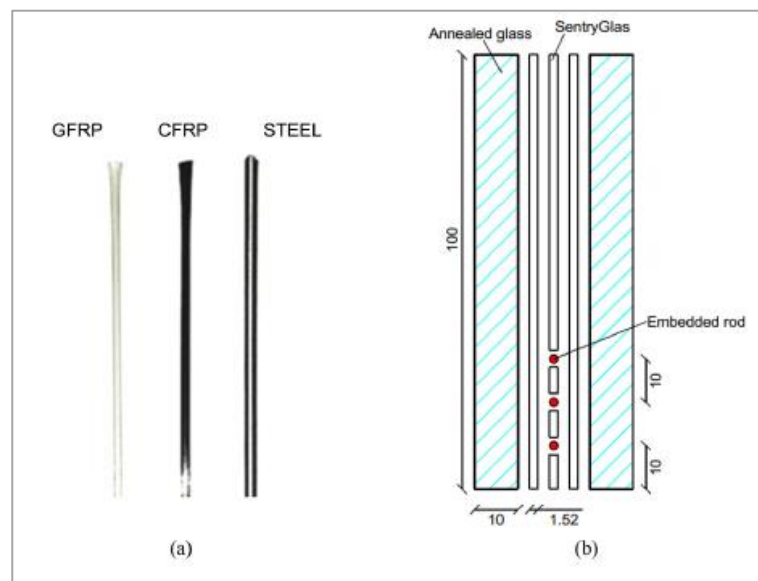 GFRP CFRP STEEL
(a)
Annealed glass
SentryGlas
100
Embedded rod
10
10
10
1.52
(b)